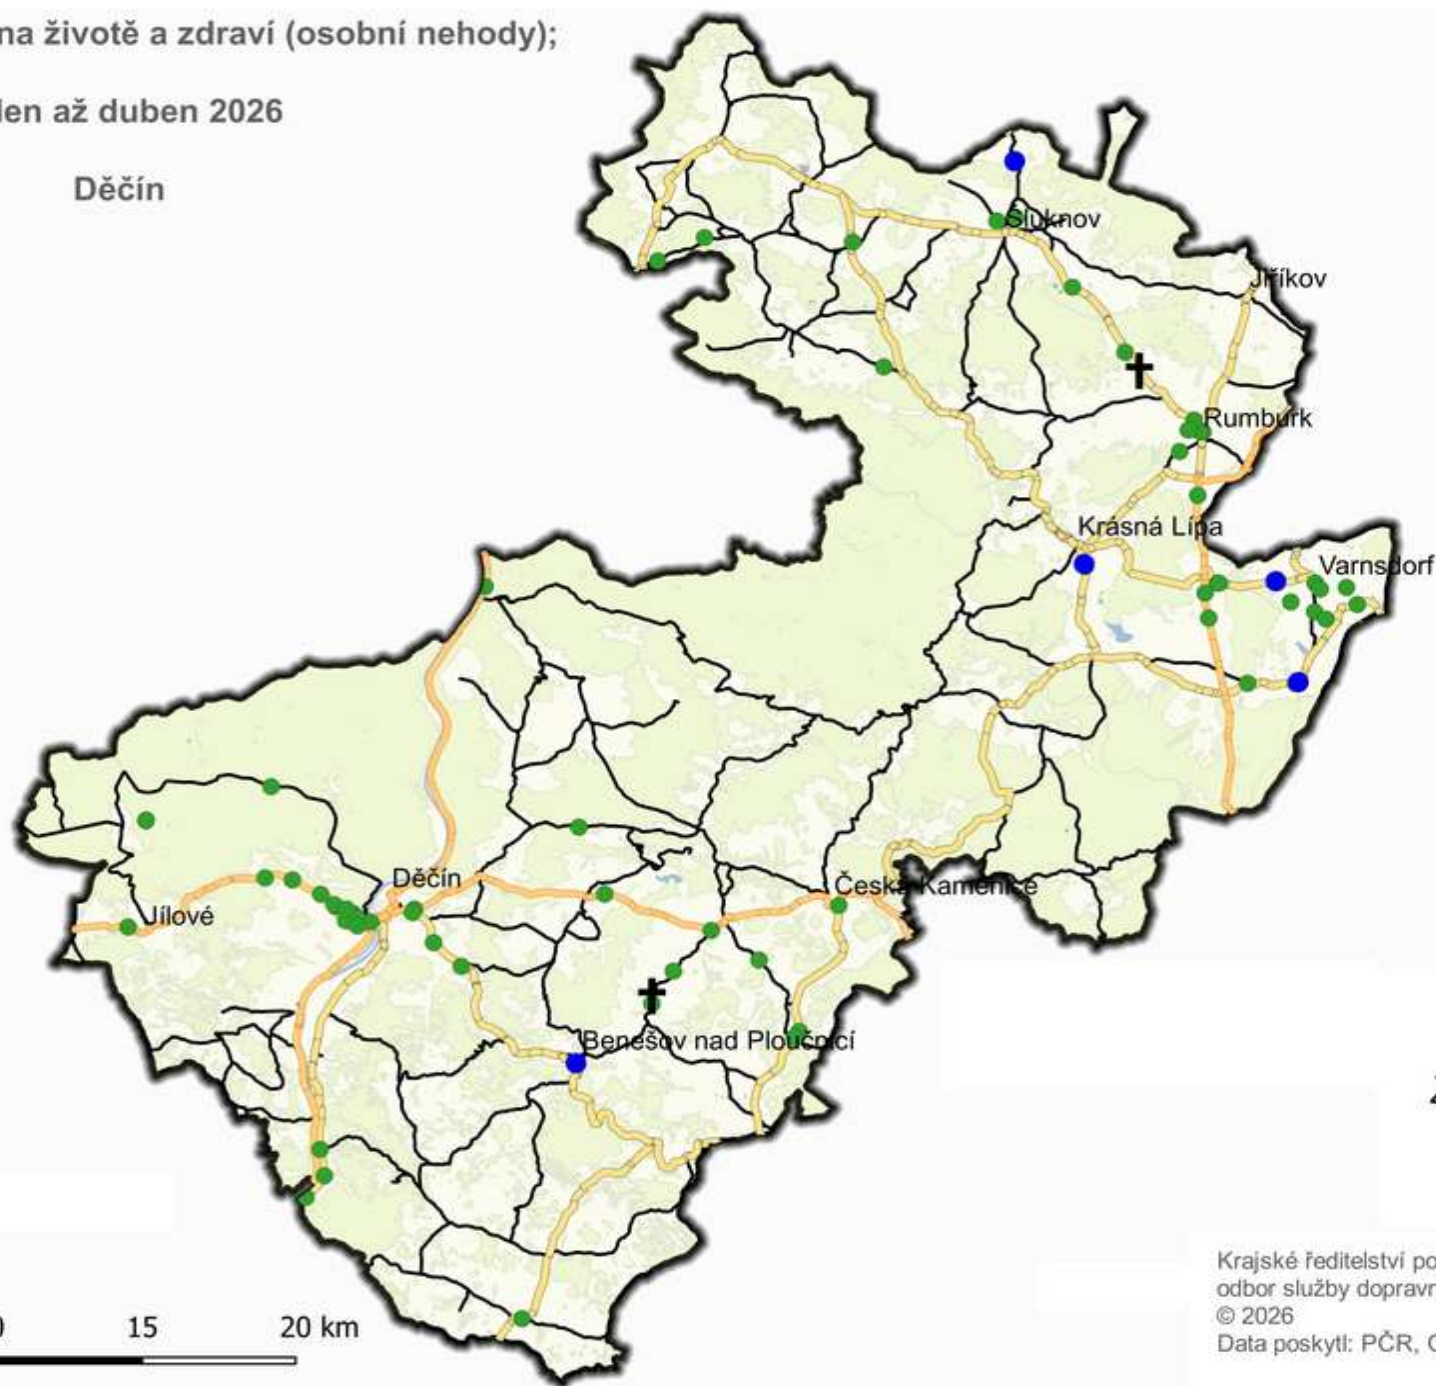 na životě a zdraví (osobní nehody);
den až duben 2026
Děčín
Šluknov
Jiříkov
Rumburk
Krásná Lípa
Varnsdorf
Děčín
Česká Kamenice
Jílové
Benešov nad Ploučnicí
15 20 km
Krajské ředitelství po
odbor služby dopravn
© 2026
Data poskytl: PČR,